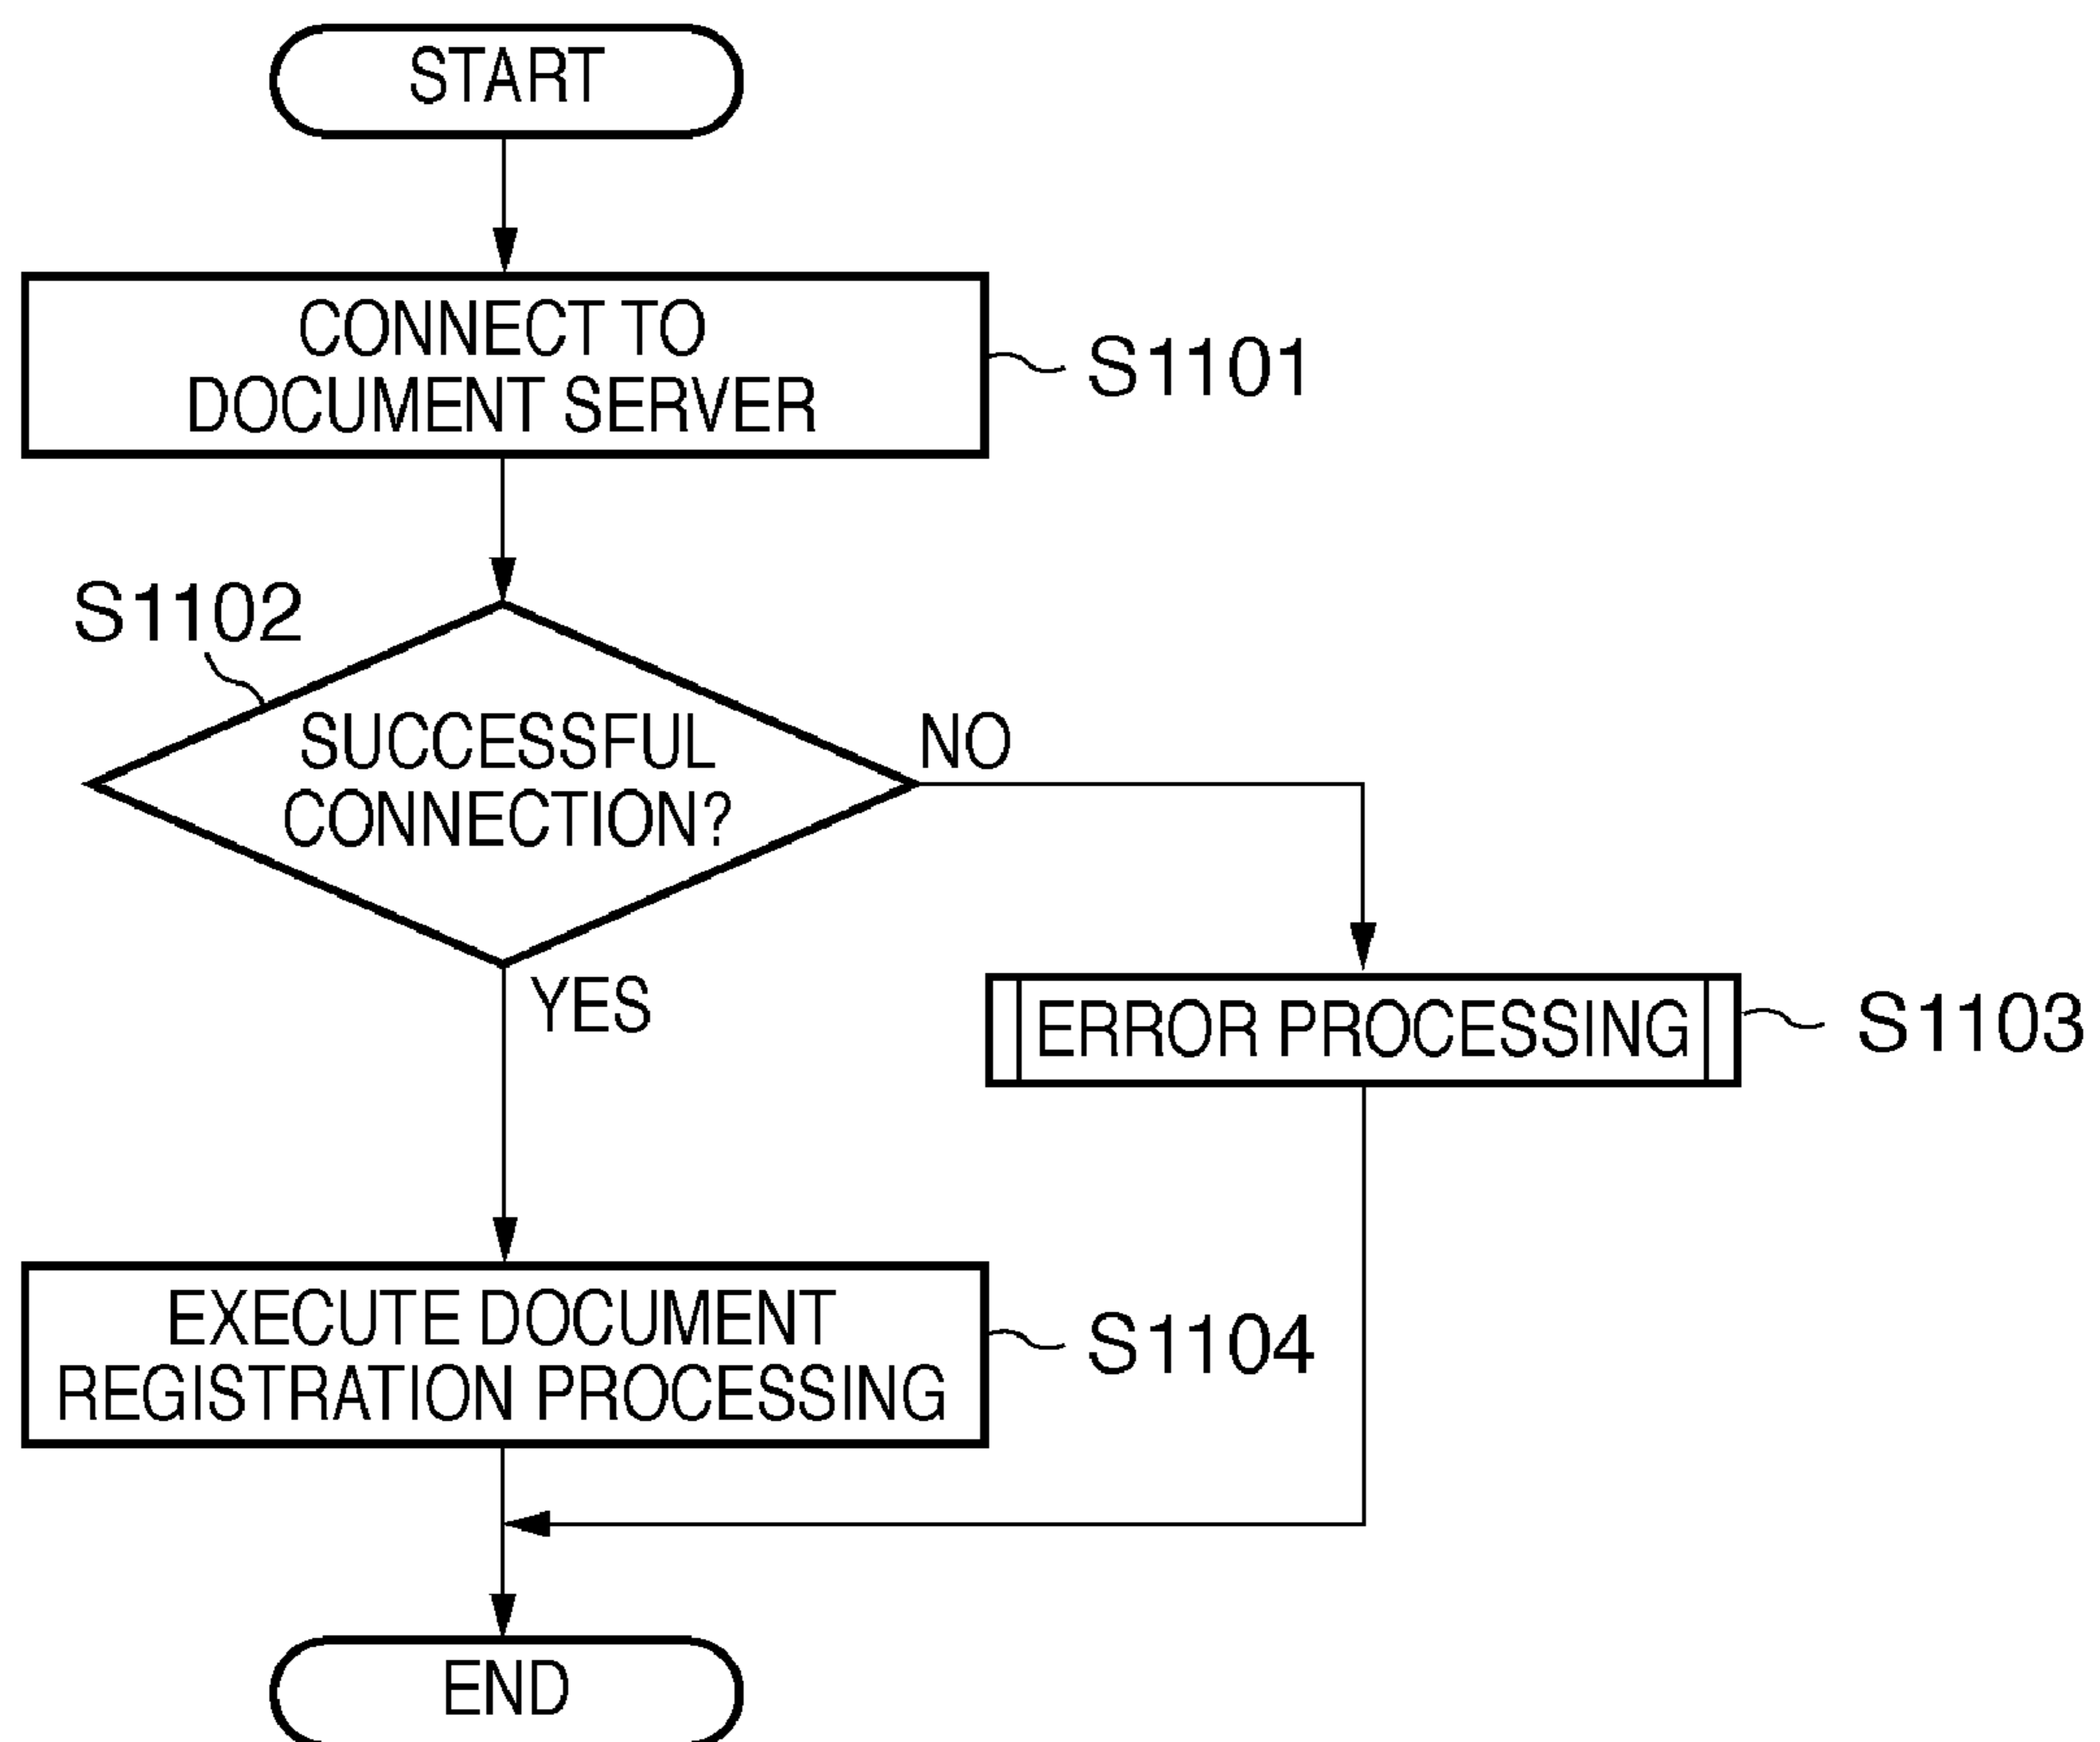 START
CONNECT TO
DOCUMENT SERVER
S1101
S1102
SUCCESSFUL
CONNECTION?
NO
YES
ERROR PROCESSING
S1103
EXECUTE DOCUMENT
REGISTRATION PROCESSING
S1104
END